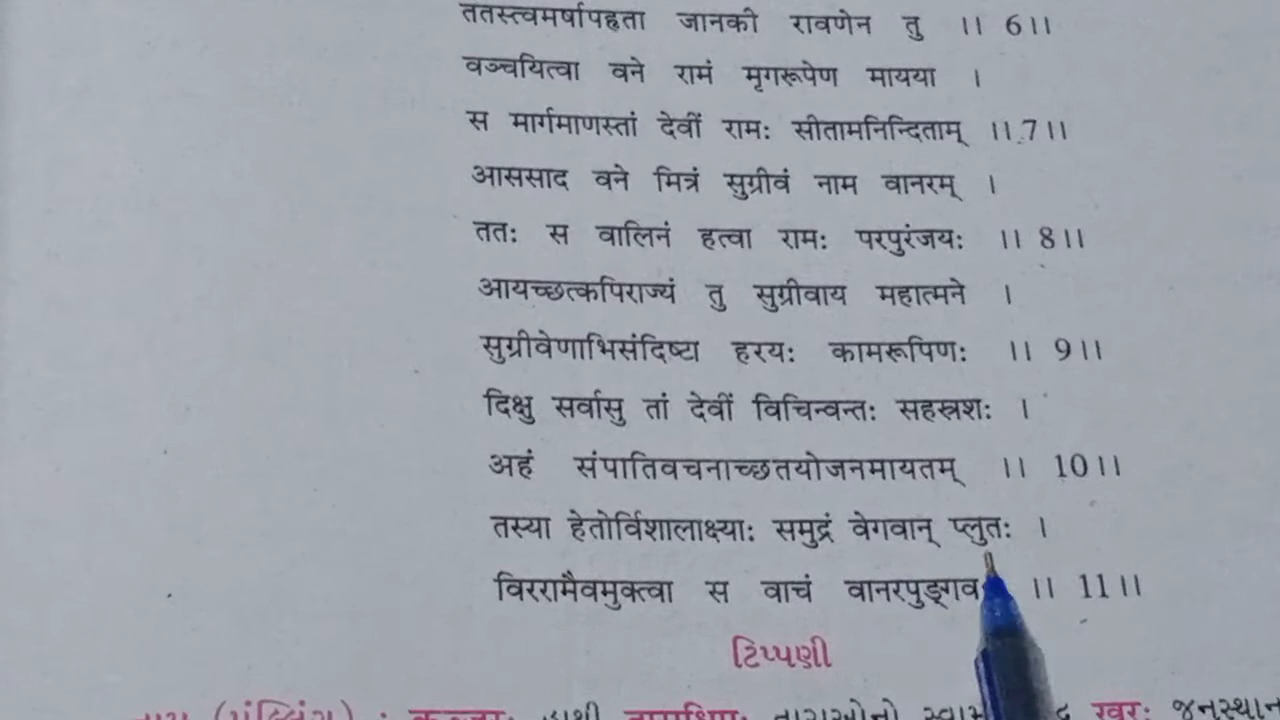 ततस्त्वमर्षापहृता जानकी रावणेन तु ।। 6।।
वञ्चयित्वा वने रामं मृगरूपेण मायया ।
स मार्गमाणस्तां देवीं रामः सीतामनिन्दिताम् ।।7।।
आससाद वने मित्रं सुग्रीवं नाम वानरम् ।
ततः स वालिनं हत्वा रामः परपुरंजयः ।। 8।।
आयच्छत्कपिराज्यं तु सुग्रीवाय महात्मने ।
सुग्रीवेणाभिसंदिष्टा हरयः कामरूपिणः ।। 9।।
दिक्षु सर्वासु तां देवीं विचिन्वन्तः सहस्रशः ।
अहं संपातिवचनाच्छतयोजनमायतम् ।। 10।।
तस्या हेतोर्विशालाक्ष्याः समुद्रं वेगवान् प्लुतः ।
विररामैवमुक्त्वा स वाचं वानरपुङ्गव ।। 11।।
ટિપ્પણી